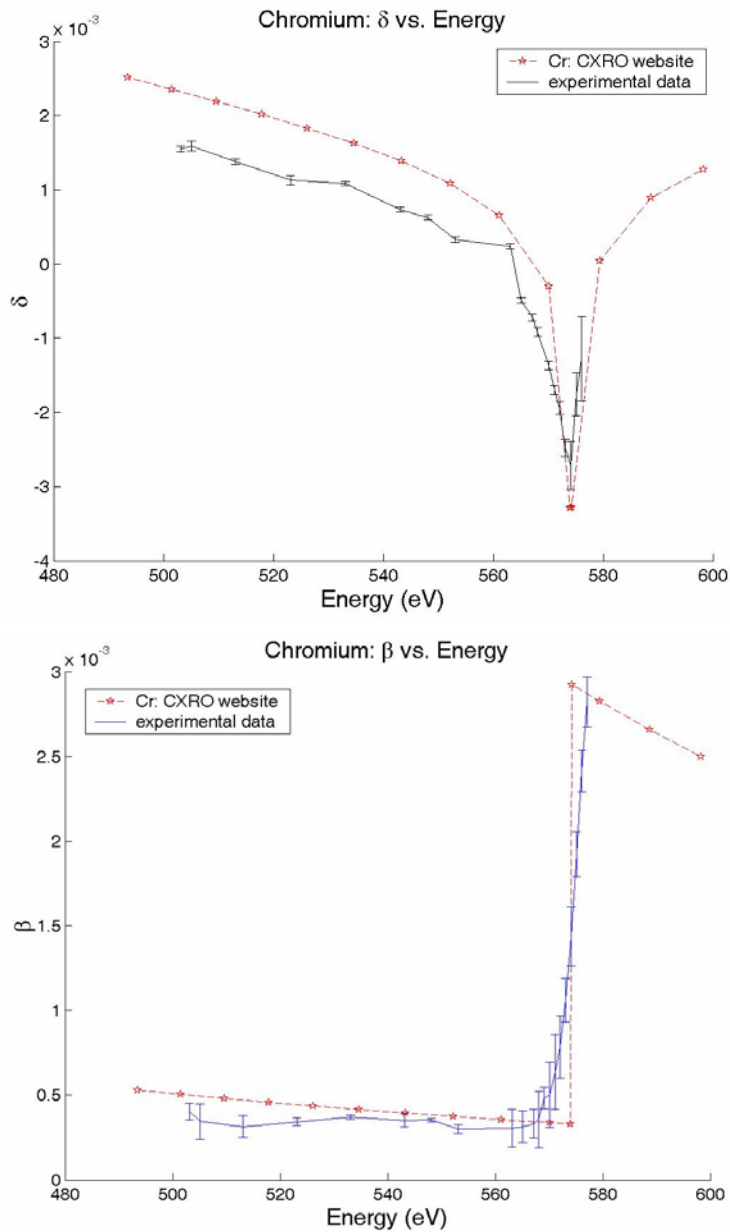 × 10⁻³
Chromium: δ vs. Energy
Cr: CXRO website
experimental data
3
2
1
0
-1
-2
-3
-4
δ
480 500 520 540 560 580 600
Energy (eV)
× 10⁻³
Chromium: β vs. Energy
Cr: CXRO website
experimental data
3
2.5
2
1.5
1
0.5
0
β
480 500 520 540 560 580 600
Energy (eV)